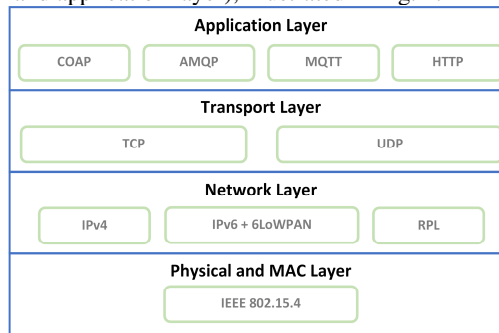 Application Layer
COAP AMQP MQTT HTTP
Transport Layer
TCP UDP
Network Layer
IPv4 IPv6 + 6LoWPAN RPL
Physical and MAC Layer
IEEE 802.15.4